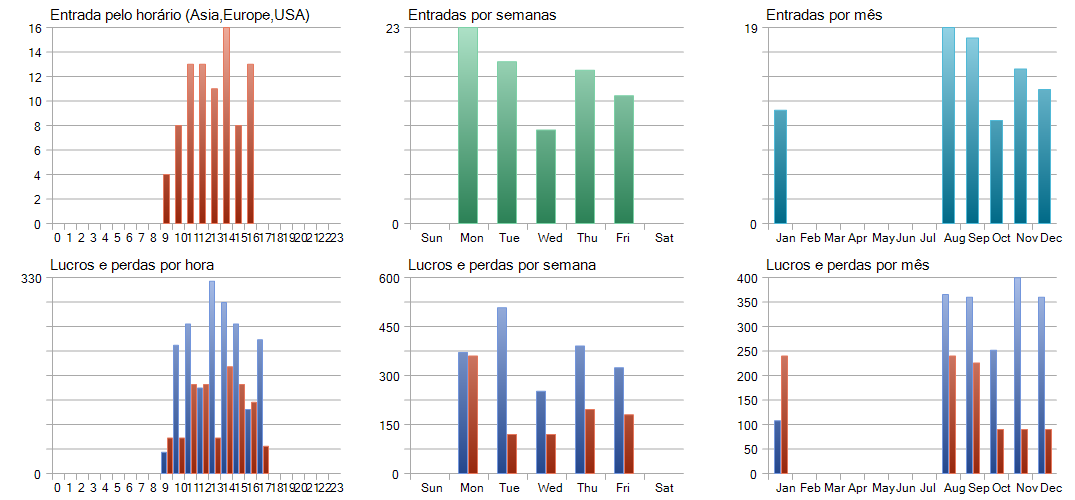 Entrada pelo horário (Asia,Europe,USA)
16
14
12
10
8
6
4
2
0
0 1 2 3 4 5 6 7 8 9 10 11 12 13 14 15 16 17 18 19 20 21 22 23
Entradas por semanas
23
0
Sun Mon Tue Wed Thu Fri Sat
Entradas por mês
19
0
Jan Feb Mar Apr May Jun Jul Aug Sep Oct Nov Dec
Lucros e perdas por hora
330
0
0 1 2 3 4 5 6 7 8 9 10 11 12 13 14 15 16 17 18 19 20 21 22 23
Lucros e perdas por semana
600
450
300
150
0
Sun Mon Tue Wed Thu Fri Sat
Lucros e perdas por mês
400
350
300
250
200
150
100
50
0
Jan Feb Mar Apr May Jun Jul Aug Sep Oct Nov Dec